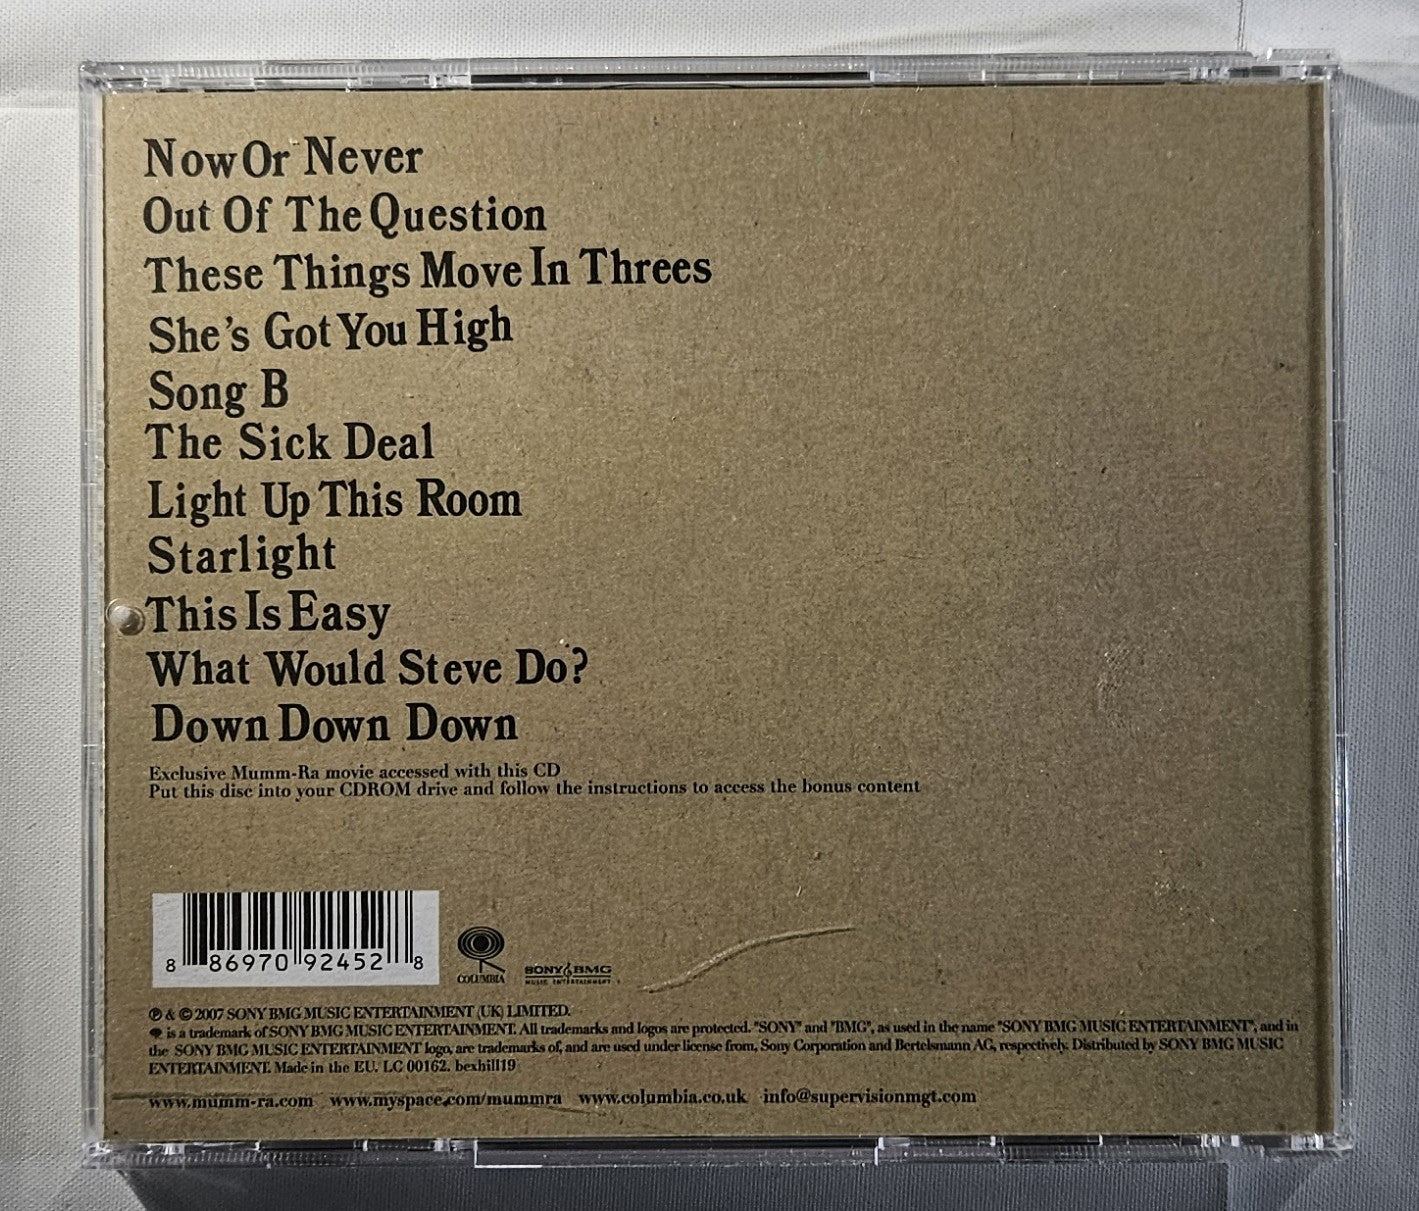 Now Or Never
Out Of The Question
These Things Move In Threes
She's Got You High
Song B
The Sick Deal
Light Up This Room
Starlight
This Is Easy
What Would Steve Do?
Down Down Down
Exclusive Mumm-Ra movie accessed with this CD
Put this disc into your CDROM drive and follow the instructions to access the bonus content
8 86970 92452 8
COLUMBIA
SONY BMG
MUSIC ENTERTAINMENT
℗ & © 2007 SONY BMG MUSIC ENTERTAINMENT (UK) LIMITED.
is a trademark of SONY BMG MUSIC ENTERTAINMENT. All trademarks and logos are protected. "SONY" and "BMG", as used in the name "SONY BMG MUSIC ENTERTAINMENT", and in
the SONY BMG MUSIC ENTERTAINMENT logo, are trademarks of, and are used under license from, Sony Corporation and Bertelsmann AG, respectively. Distributed by SONY BMG MUSIC
ENTERTAINMENT. Made in the EU. LC 00162. bexhill19
www.mumm-ra.com www.myspace.com/mummra www.columbia.co.uk info@supervisionmgt.com